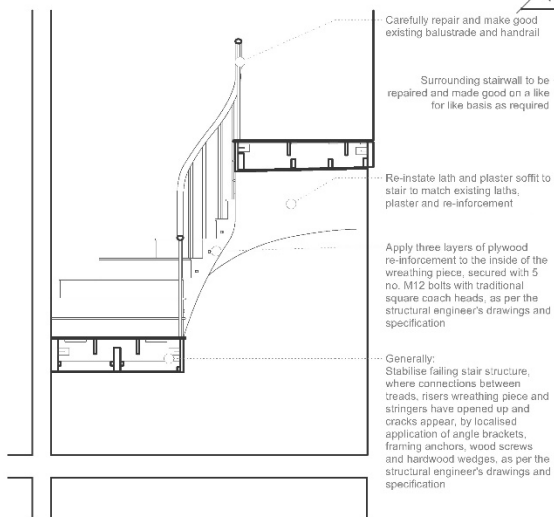 Carefully repair and make good
existing balustrade and handrail
Surrounding stairwall to be
repaired and made good on a like
for like basis as required
Re-instate lath and plaster soffit to
stair to match existing laths,
plaster and re-inforcement
Apply three layers of plywood
re-inforcement to the inside of the
wreathing piece, secured with 5
no. M12 bolts with traditional
square coach heads, as per the
structural engineer's drawings and
specification
Generally:
Stabilise failing stair structure,
where connections between
treads, risers wreathing piece and
stringers have opened up and
cracks appear, by localised
application of angle brackets,
framing anchors, wood screws
and hardwood wedges, as per the
structural engineer's drawings and
specification